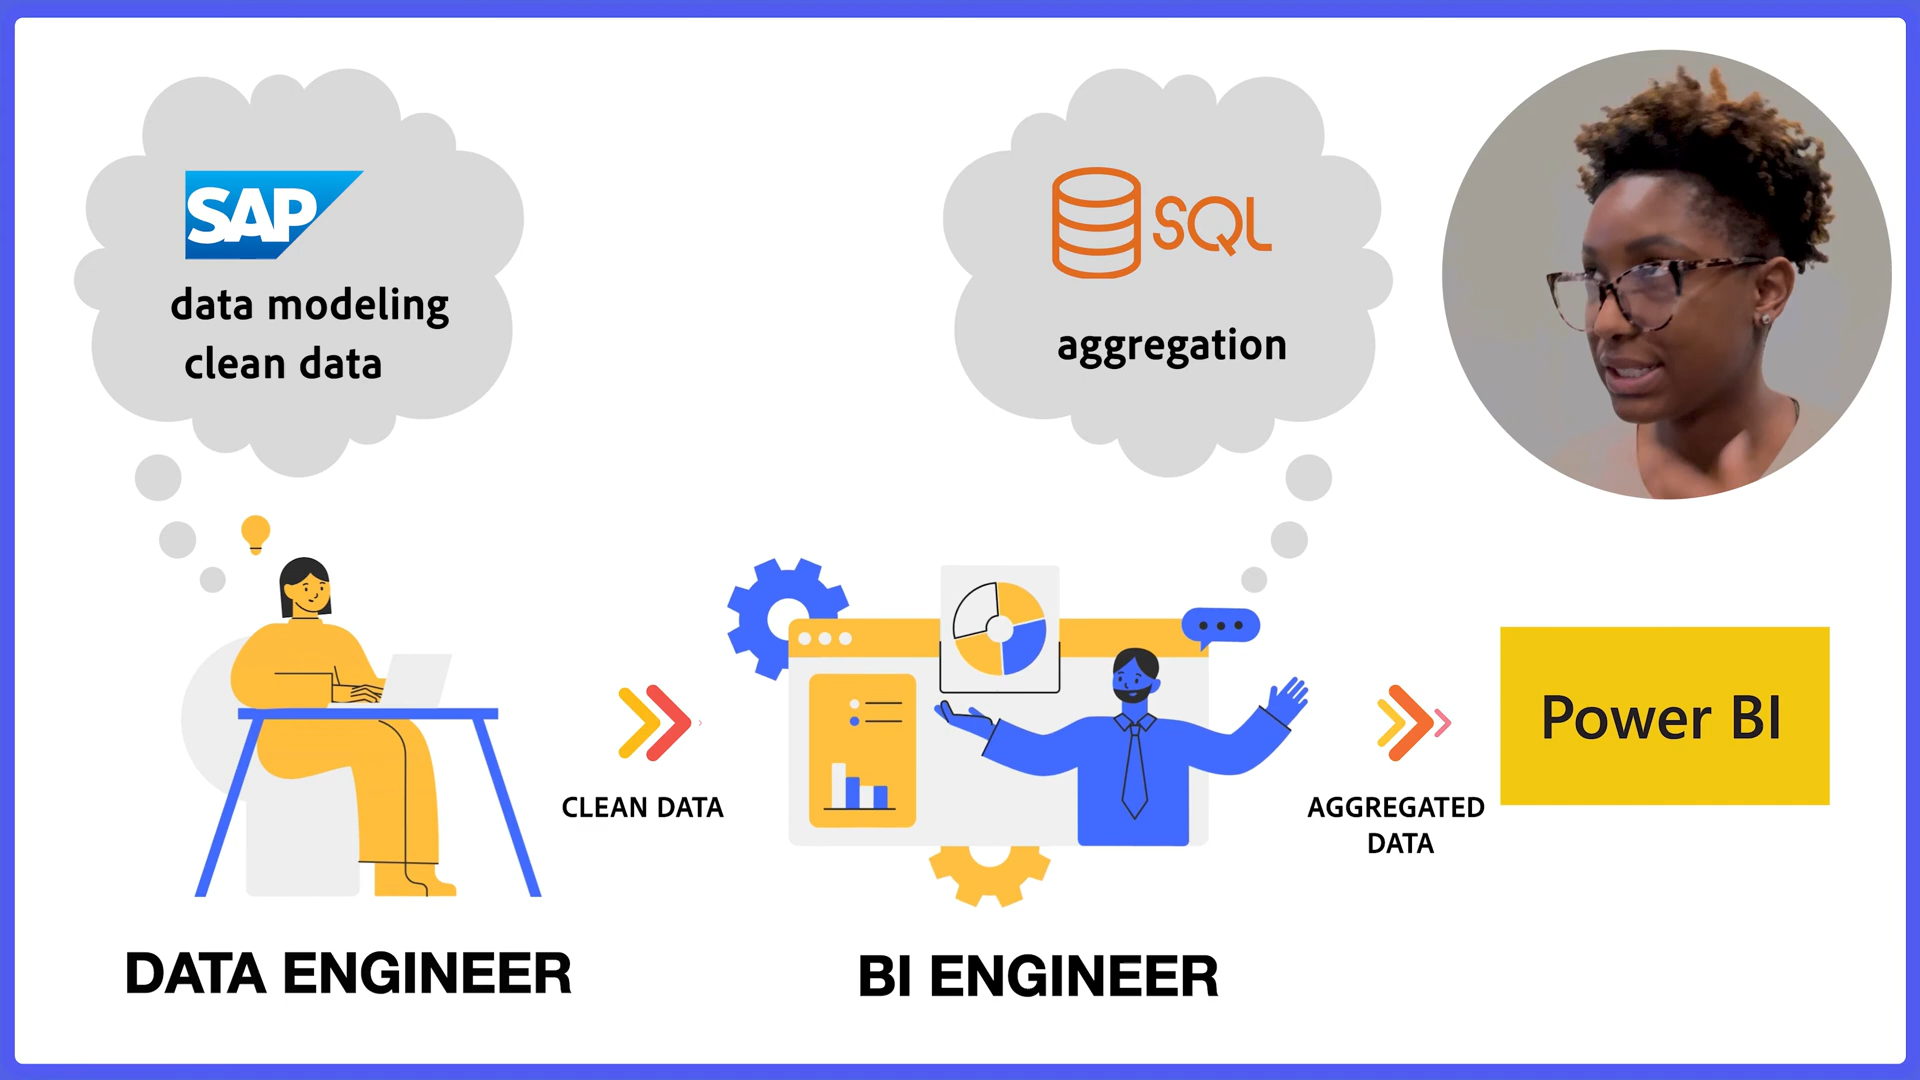 SAP
data modeling
clean data
SQL
aggregation
CLEAN DATA
AGGREGATED
DATA
Power BI
DATA ENGINEER
BI ENGINEER